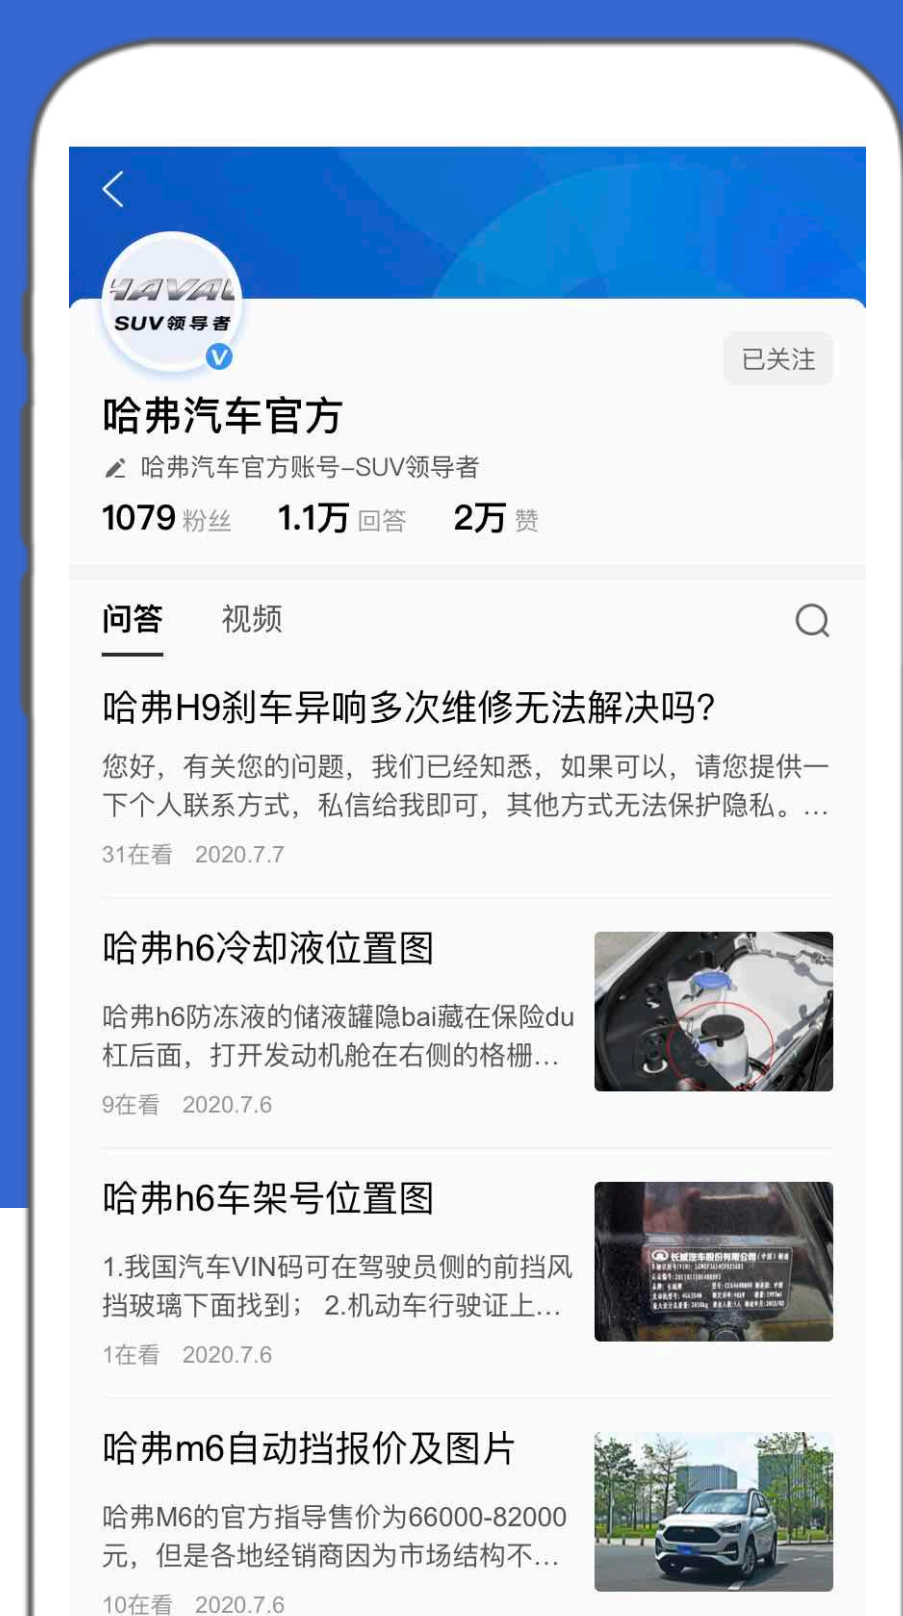 HAVAL
SUV领导者
V
已关注
哈弗汽车官方
哈弗汽车官方账号-SUV领导者
1079粉丝 1.1万回答 2万赞
问答 视频
哈弗H9刹车异响多次维修无法解决吗?
您好，有关您的问题，我们已经知悉，如果可以，请您提供一
下个人联系方式，私信给我即可，其他方式无法保护隐私。...
31在看 2020.7.7
哈弗h6冷却液位置图
哈弗h6防冻液的储液罐隐bai藏在保险du
杠后面，打开发动机舱在右侧的格栅...
9在看 2020.7.6
哈弗h6车架号位置图
1.我国汽车VIN码可在驾驶员侧的前挡风
挡玻璃下面找到； 2.机动车行驶证上...
1在看 2020.7.6
长城汽车股份有限公司
哈弗m6自动挡报价及图片
哈弗M6的官方指导售价为66000-82000
元，但是各地经销商因为市场结构不...
10在看 2020.7.6